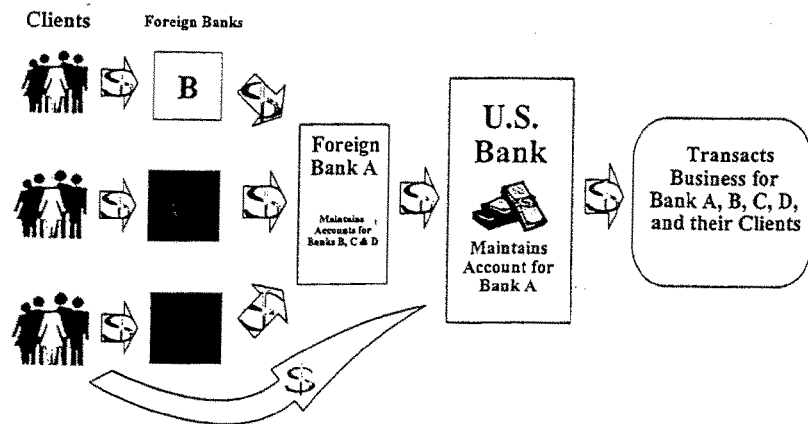 Clients
Foreign Banks
B
Foreign
Bank A
Maintains
Accounts for
Banks B, C & D
U.S.
Bank
Maintains
Account for
Bank A
Transacts
Business for
Bank A, B, C, D,
and their Clients
$
$
$
$
$
$
$
$
$